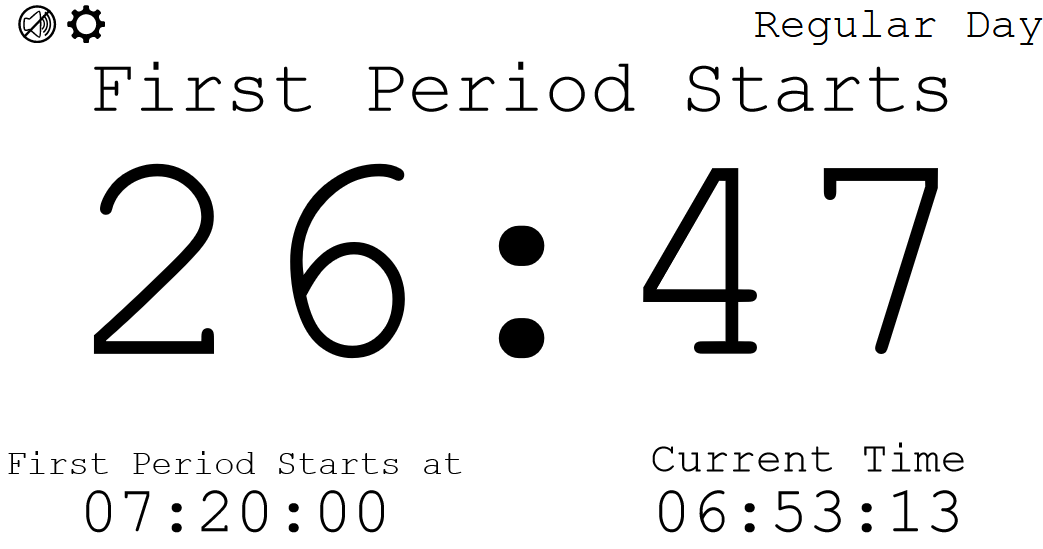 Regular Day
First Period Starts
26:47
First Period Starts at
07:20:00
Current Time
06:53:13